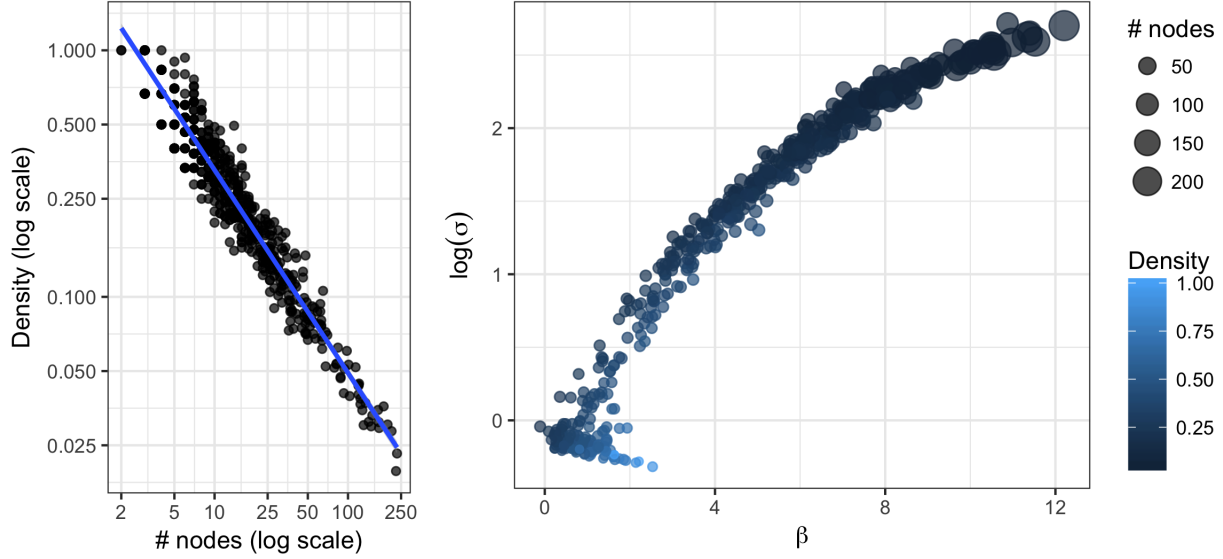 Density (log scale)
1.000
0.500
0.250
0.100
0.050
0.025
2 5 10 25 50 100 250
# nodes (log scale)
log(σ)
2
1
0
0 4 8 12
β
# nodes
50
100
150
200
Density
1.00
0.75
0.50
0.25